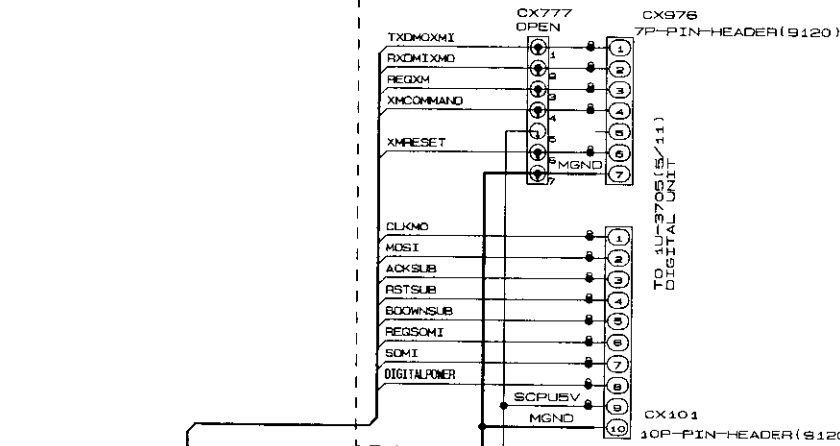 CX777
OPEN
CX976
7P-PIN-HEADER(9120)
TXDMOXMI
RXDMIXMO
REQXM
XMCOMMAND
XMRESET
1
2
3
4
5
6
7
MGND
1
2
3
4
5
6
7
TO 1U-3705(5/11)
DIGITAL UNIT
CLKMO
MOSI
ACKSUB
RSTSUB
BDOWNSUB
REQSOMI
SOMI
DIGITALPOWER
SCPU5V
MGND
1
2
3
4
5
6
7
8
9
10
CX101
10P-PIN-HEADER(9120